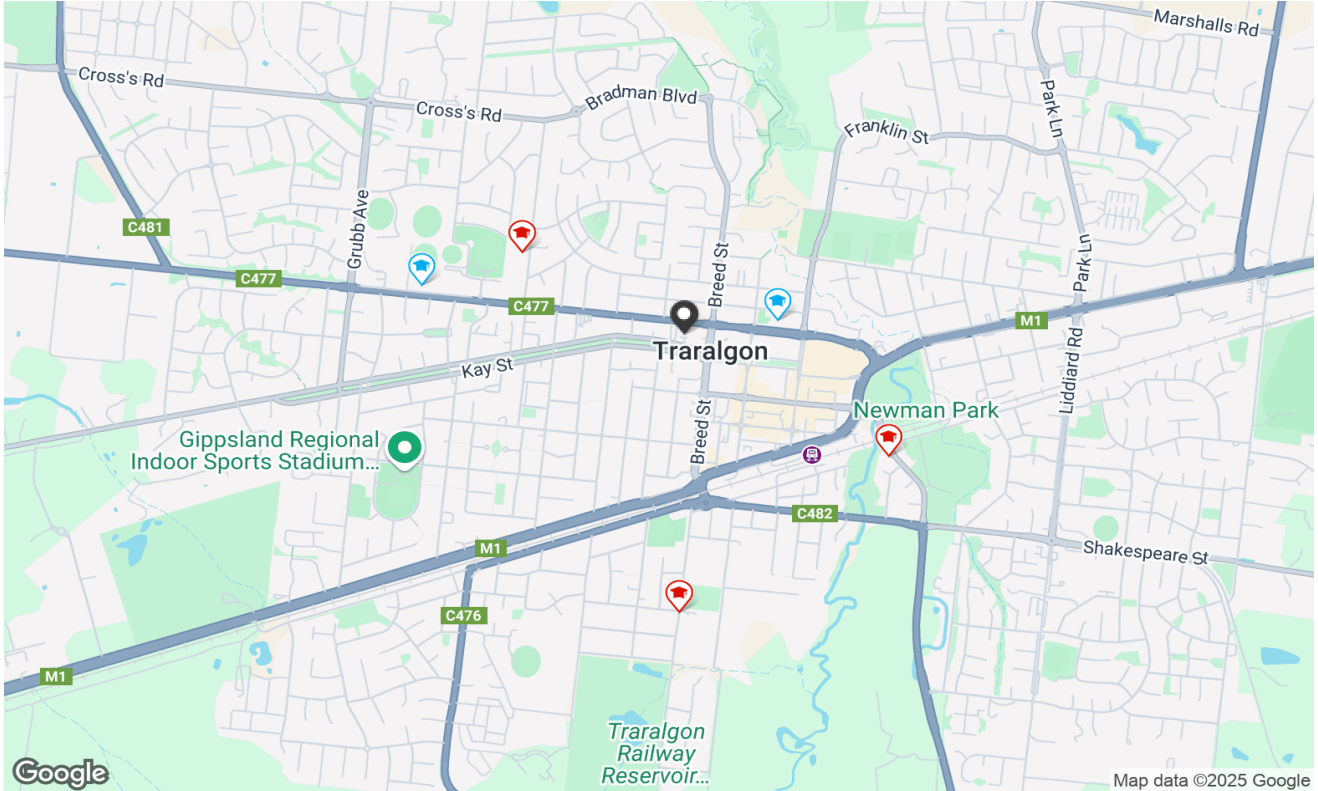 Marshalls Rd
Cross's Rd
Bradman Blvd
Cross's Rd
Park Ln
Franklin St
Grubb Ave
C481
Breed St
Park Ln
C477
C477
M1
Traralgon
Kay St
Liddiard Rd
Newman Park
Breed St
Gippsland Regional
Indoor Sports Stadium...
C482
M1
Shakespeare St
C476
M1
Traralgon
Railway
Reservoir...
Google
Map data ©2025 Google